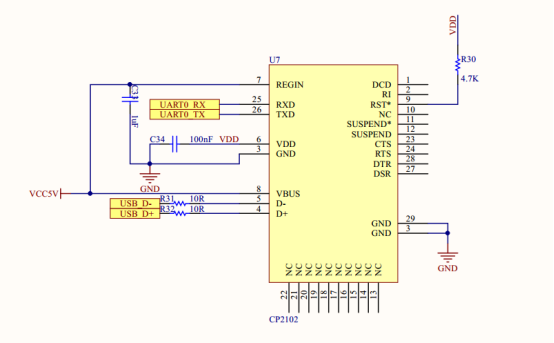 VDD
U7
R30
4.7K
7 REGIN DCD 1
RI 2
C33
1uF
UART0_RX 25 RXD RST* 9
UART0_TX 26 TXD NC 10
SUSPEND* 11
SUSPEND 12
C34 100nF VDD 6 VDD CTS 23
3 GND RTS 24
DTR 28
DSR 27
GND
VCC5V 8 VBUS
USB_D- R31 10R 5 D-
USB_D+ R32 10R 4 D+
GND 29
GND 3
GND
NC NC NC NC NC NC NC NC NC NC
22 21 20 19 18 17 16 15 14 13
CP2102